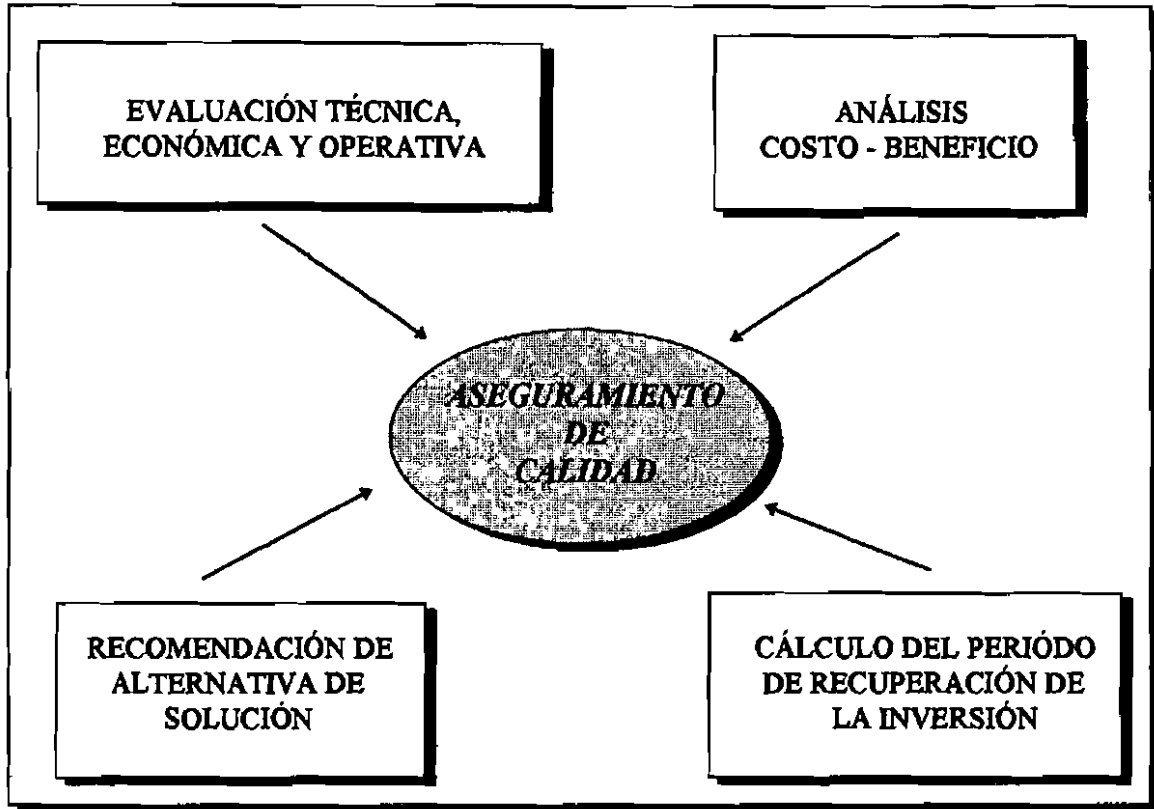 EVALUACIÓN TÉCNICA,
ECONÓMICA Y OPERATIVA
ANÁLISIS
COSTO - BENEFICIO
ASEGURAMIENTO
DE
CALIDAD
RECOMENDACIÓN DE
ALTERNATIVA DE
SOLUCIÓN
CÁLCULO DEL PERIÓDO
DE RECUPERACIÓN DE
LA INVERSIÓN